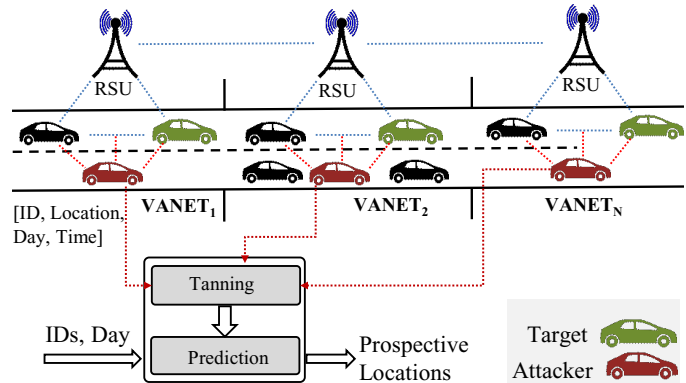 RSU
RSU
RSU
[ID, Location,
Day, Time]
VANET1
VANET2
VANETN
Tanning
IDs, Day
Prediction
Prospective
Locations
Target
Attacker